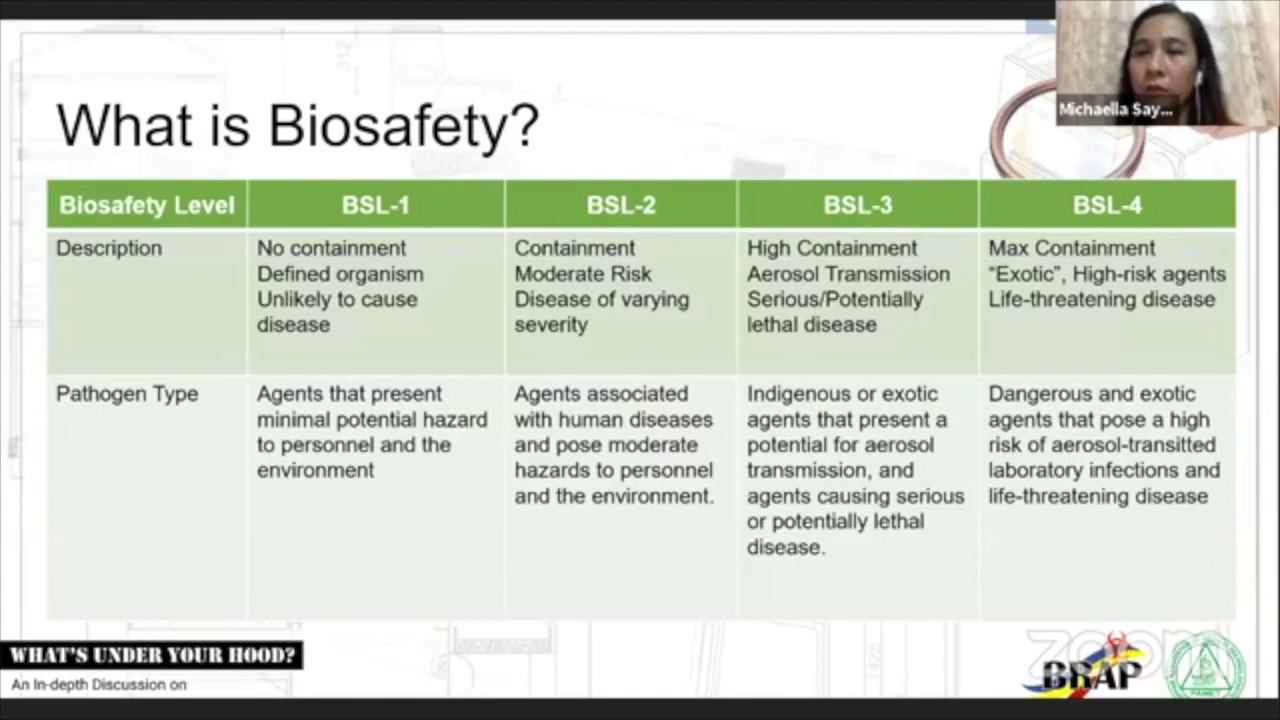 What is Biosafety?
Michaella Say...
Biosafety Level
BSL-1
BSL-2
BSL-3
BSL-4
Description
No containment
Defined organism
Unlikely to cause
disease
Containment
Moderate Risk
Disease of varying
severity
High Containment
Aerosol Transmission
Serious/Potentially
lethal disease
Max Containment
“Exotic”, High-risk agents
Life-threatening disease
Pathogen Type
Agents that present
minimal potential hazard
to personnel and the
environment
Agents associated
with human diseases
and pose moderate
hazards to personnel
and the environment.
Indigenous or exotic
agents that present a
potential for aerosol
transmission, and
agents causing serious
or potentially lethal
disease.
Dangerous and exotic
agents that pose a high
risk of aerosol-transitted
laboratory infections and
life-threatening disease
WHAT'S UNDER YOUR HOOD?
An In-depth Discussion on
zoom
BRAP
PAMET